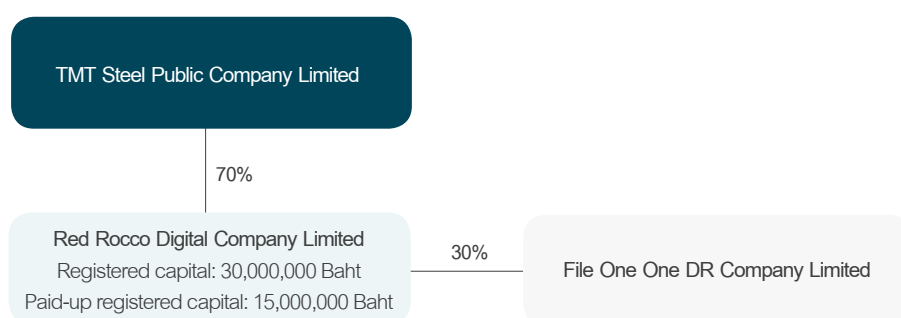 TMT Steel Public Company Limited
70%
Red Rocco Digital Company Limited
Registered capital: 30,000,000 Baht
Paid-up registered capital: 15,000,000 Baht
30%
File One One DR Company Limited